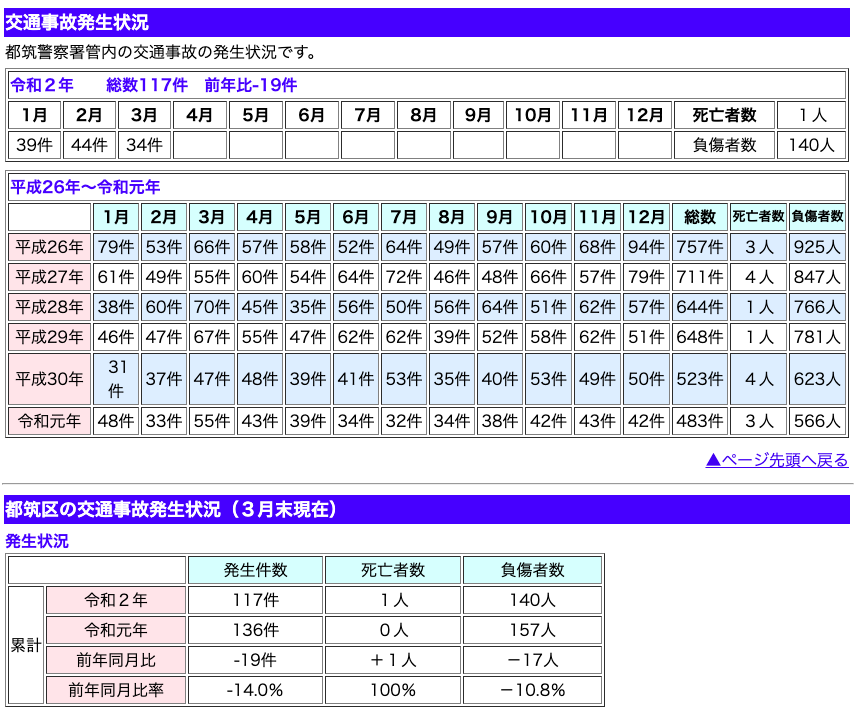 交通事故発生状況
都筑警察署管内の交通事故の発生状況です。
令和２年　　総数117件　前年比-19件
1月 2月 3月 4月 5月 6月 7月 8月 9月 10月 11月 12月 死亡者数 １人
39件 44件 34件 負傷者数 140人
平成26年～令和元年
1月 2月 3月 4月 5月 6月 7月 8月 9月 10月 11月 12月 総数 死亡者数 負傷者数
平成26年 79件 53件 66件 57件 58件 52件 64件 49件 57件 60件 68件 94件 757件 ３人 925人
平成27年 61件 49件 55件 60件 54件 64件 72件 46件 48件 66件 57件 79件 711件 ４人 847人
平成28年 38件 60件 70件 45件 35件 56件 50件 56件 64件 51件 62件 57件 644件 １人 766人
平成29年 46件 47件 67件 55件 47件 62件 62件 39件 52件 58件 62件 51件 648件 １人 781人
平成30年 31件 37件 47件 48件 39件 41件 53件 35件 40件 53件 49件 50件 523件 ４人 623人
令和元年 48件 33件 55件 43件 39件 34件 32件 34件 38件 42件 43件 42件 483件 ３人 566人
▲ページ先頭へ戻る
都筑区の交通事故発生状況（３月末現在）
発生状況
発生件数 死亡者数 負傷者数
累計 令和２年 117件 １人 140人
令和元年 136件 ０人 157人
前年同月比 -19件 ＋１人 －17人
前年同月比率 -14.0% 100% －10.8%